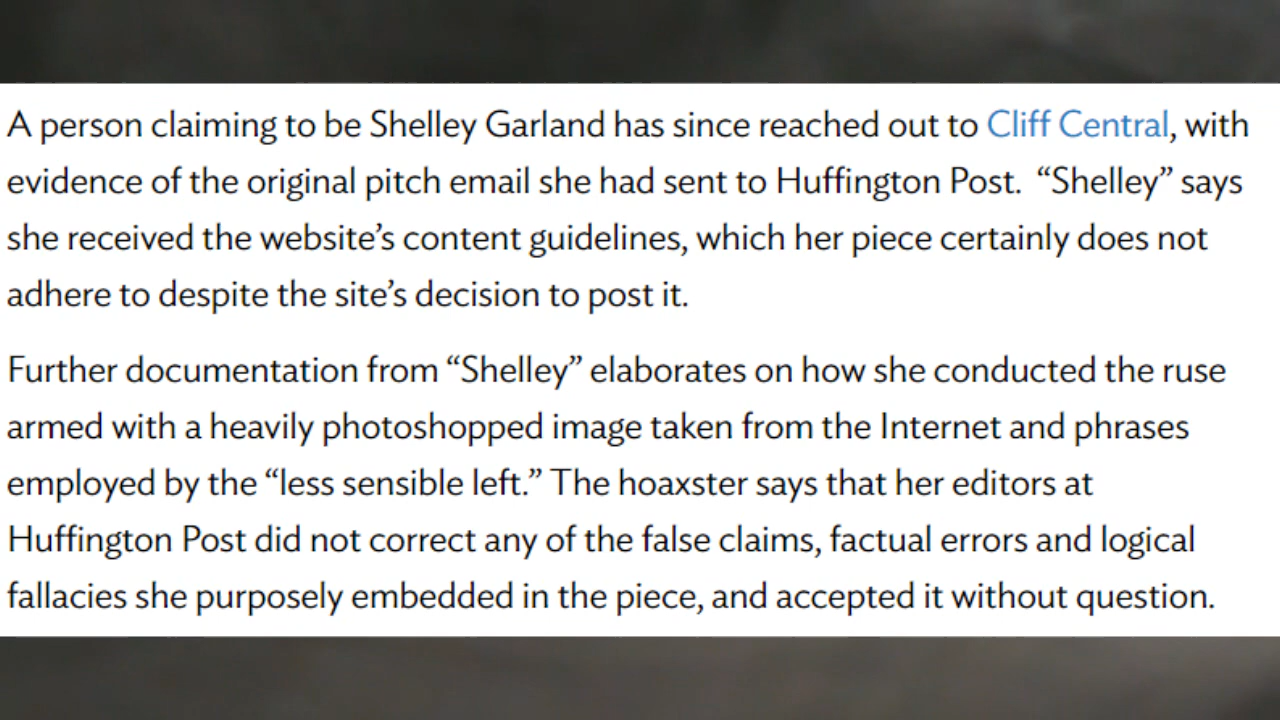 A person claiming to be Shelley Garland has since reached out to Cliff Central, with
evidence of the original pitch email she had sent to Huffington Post.  “Shelley” says
she received the website’s content guidelines, which her piece certainly does not
adhere to despite the site’s decision to post it.
Further documentation from “Shelley” elaborates on how she conducted the ruse
armed with a heavily photoshopped image taken from the Internet and phrases
employed by the “less sensible left.” The hoaxster says that her editors at
Huffington Post did not correct any of the false claims, factual errors and logical
fallacies she purposely embedded in the piece, and accepted it without question.